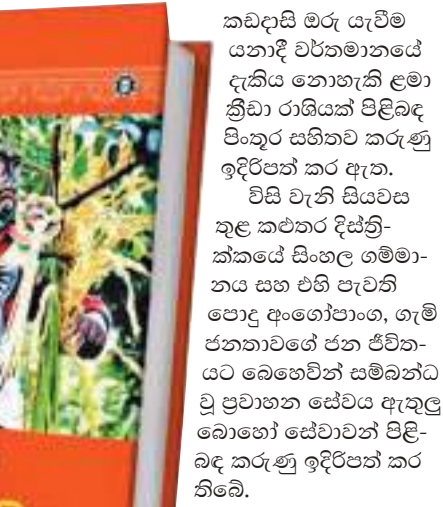 කඩදාසි ඔරු යැවීම
යනාදී වර්තමානයේ
දැකිය නොහැකි ළමා
ක්‍රීඩා රාශියක් පිළිබඳ
පින්තූර සහිතව කරුණු
ඉදිරිපත් කර ඇත.
විසි වැනි සියවස
තුළ කළුතර දිස්ත්‍රි-
ක්කයේ සිංහල ගම්මා-
නය සහ එහි පැවති
පොදු අංගෝපාංග, ගැමි
ජනතාවගේ ජන ජීවිත-
යට බෙහෙවින් සම්බන්ධ
වූ ප්‍රවාහන සේවය ඇතුලු
බොහෝ සේවාවන් පිළි-
බඳ කරුණු ඉදිරිපත් කර
තිබේ.